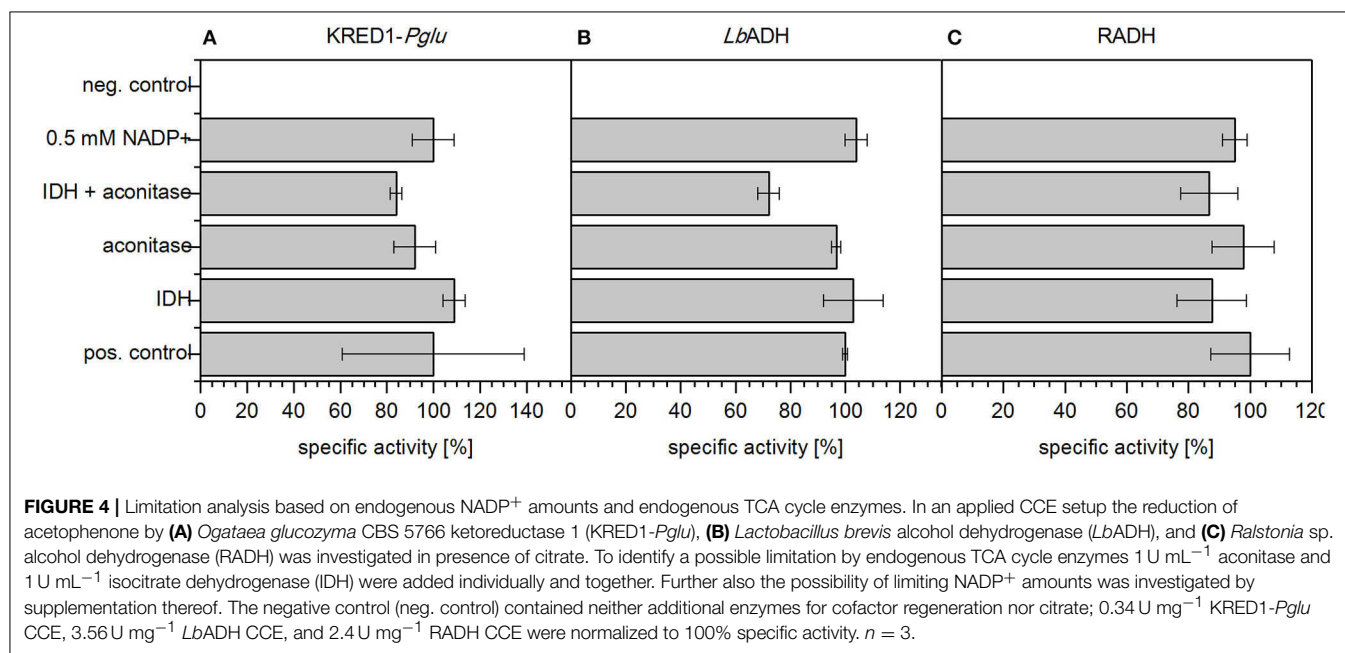 A KRED1-Pglu
B LbADH
C RADH
neg. control
0.5 mM NADP+
IDH + aconitase
aconitase
IDH
pos. control
0 20 40 60 80 100 120 140
0 20 40 60 80 100 120
0 20 40 60 80 100 120
specific activity [%]
specific activity [%]
specific activity [%]
FIGURE 4 | Limitation analysis based on endogenous NADP⁺ amounts and endogenous TCA cycle enzymes. In an applied CCE setup the reduction of
acetophenone by (A) Ogataea glucozyma CBS 5766 ketoreductase 1 (KRED1-Pglu), (B) Lactobacillus brevis alcohol dehydrogenase (LbADH), and (C) Ralstonia sp.
alcohol dehydrogenase (RADH) was investigated in presence of citrate. To identify a possible limitation by endogenous TCA cycle enzymes 1 U mL⁻¹ aconitase and
1 U mL⁻¹ isocitrate dehydrogenase (IDH) were added individually and together. Further also the possibility of limiting NADP⁺ amounts was investigated by
supplementation thereof. The negative control (neg. control) contained neither additional enzymes for cofactor regeneration nor citrate; 0.34 U mg⁻¹ KRED1-Pglu
CCE, 3.56 U mg⁻¹ LbADH CCE, and 2.4 U mg⁻¹ RADH CCE were normalized to 100% specific activity. n = 3.